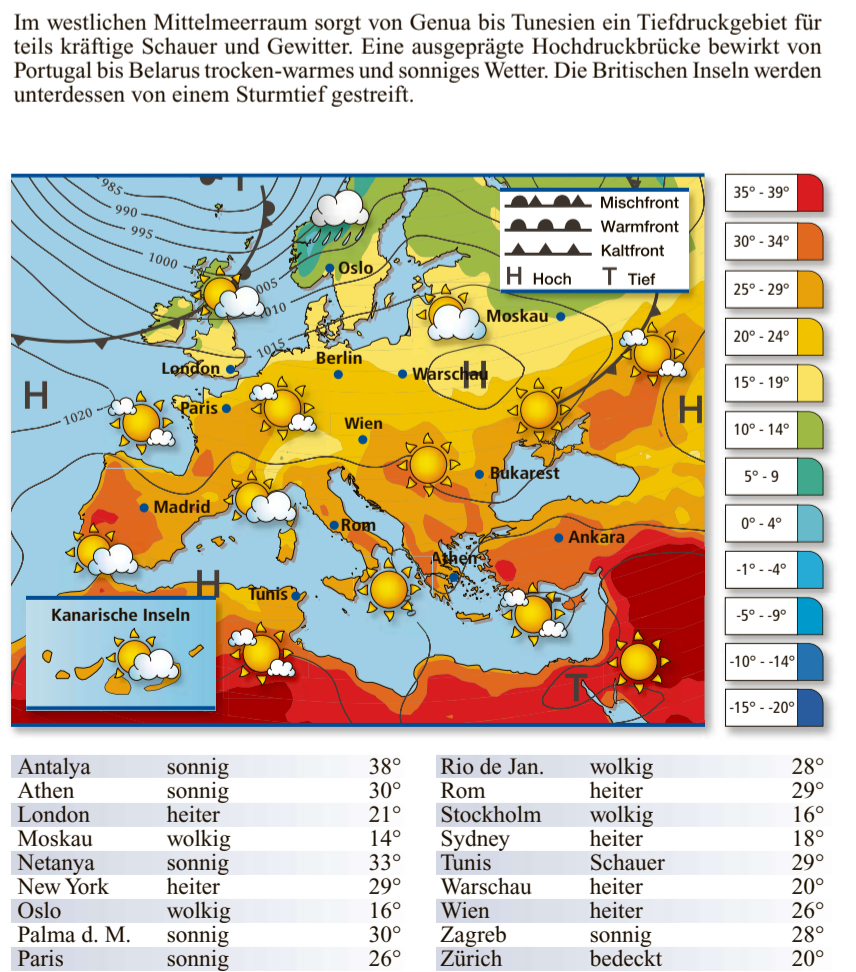 Im westlichen Mittelmeerraum sorgt von Genua bis Tunesien ein Tiefdruckgebiet für
teils kräftige Schauer und Gewitter. Eine ausgeprägte Hochdruckbrücke bewirkt von
Portugal bis Belarus trocken-warmes und sonniges Wetter. Die Britischen Inseln werden
unterdessen von einem Sturmtief gestreift.
985
990
995
1000
1005
1010
1015
1020
T
Mischfront
Warmfront
Kaltfront
H Hoch T Tief
Oslo
Moskau
London
Berlin
Warschau
H
H
H
Paris
Wien
Bukarest
Madrid
Rom
Ankara
Athen
H
Tunis
T
Kanarische Inseln
35° - 39°
30° - 34°
25° - 29°
20° - 24°
15° - 19°
10° - 14°
5° - 9
0° - 4°
-1° - -4°
-5° - -9°
-10° - -14°
-15° - -20°
Antalya sonnig 38°
Athen sonnig 30°
London heiter 21°
Moskau wolkig 14°
Netanya sonnig 33°
New York heiter 29°
Oslo wolkig 16°
Palma d. M. sonnig 30°
Paris sonnig 26°
Rio de Jan. wolkig 28°
Rom heiter 29°
Stockholm wolkig 16°
Sydney heiter 18°
Tunis Schauer 29°
Warschau heiter 20°
Wien heiter 26°
Zagreb sonnig 28°
Zürich bedeckt 20°